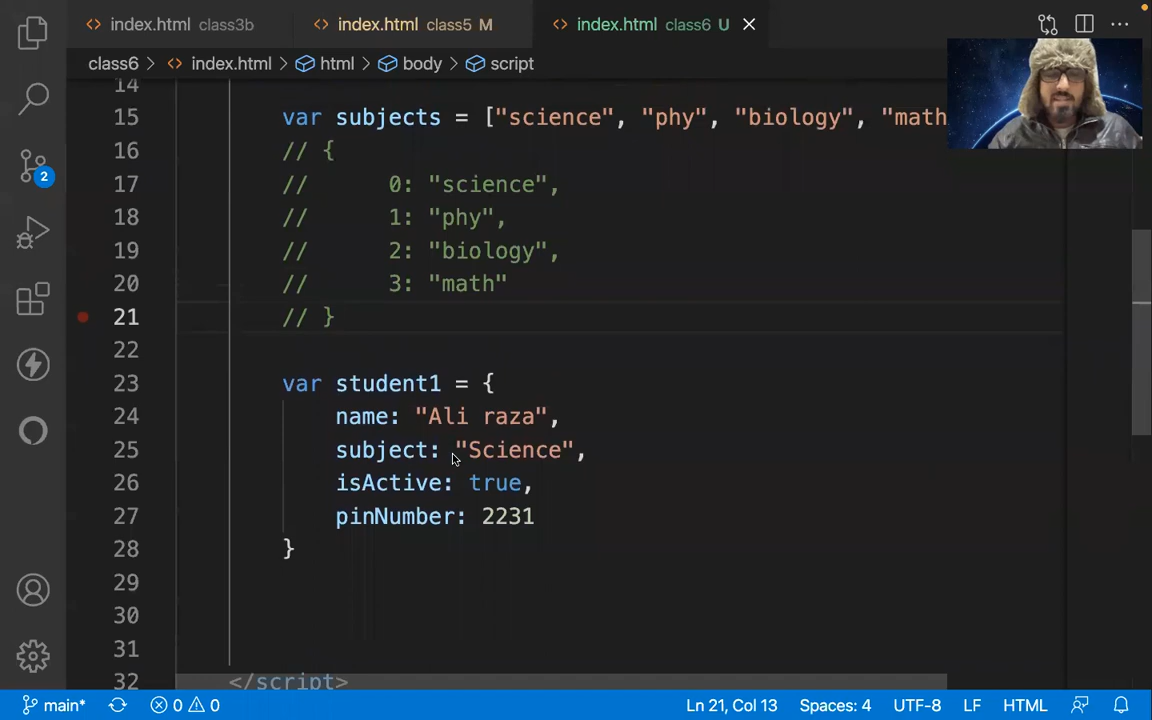 index.html class3b
index.html class5 M
index.html class6 U
class6 > index.html > html > body > script
14
15 var subjects = ["science", "phy", "biology", "math
16 // {
17 // 0: "science",
18 // 1: "phy",
19 // 2: "biology",
20 // 3: "math"
21 // }
22
23 var student1 = {
24 name: "Ali raza",
25 subject: "Science",
26 isActive: true,
27 pinNumber: 2231
28 }
29
30
31
32 </script>
2
main* 0 0 Ln 21, Col 13 Spaces: 4 UTF-8 LF HTML